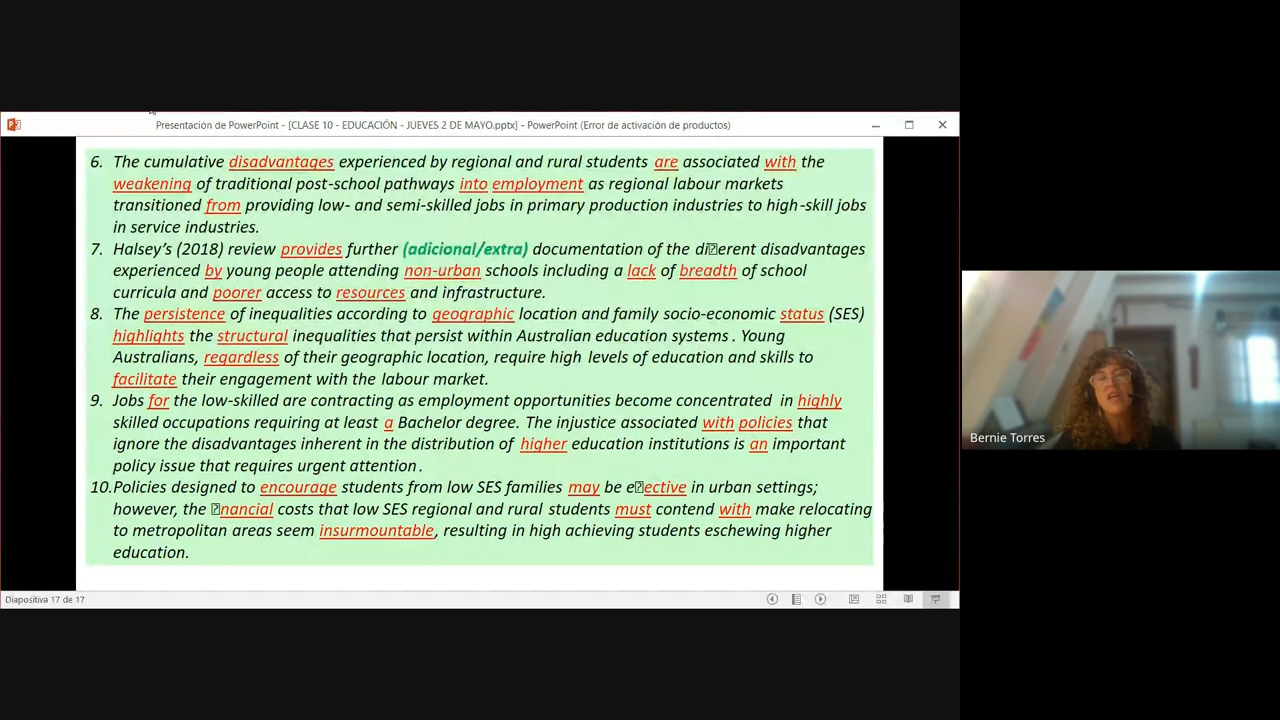 Presentación de PowerPoint - [CLASE 10 - EDUCACIÓN - JUEVES 2 DE MAYO.pptx] - PowerPoint (Error de activación de productos)
6. The cumulative disadvantages experienced by regional and rural students are associated with the
weakening of traditional post-school pathways into employment as regional labour markets
transitioned from providing low- and semi-skilled jobs in primary production industries to high-skill jobs
in service industries.
7. Halsey's (2018) review provides further (adicional/extra) documentation of the di�erent disadvantages
experienced by young people attending non-urban schools including a lack of breadth of school
curricula and poorer access to resources and infrastructure.
8. The persistence of inequalities according to geographic location and family socio-economic status (SES)
highlights the structural inequalities that persist within Australian education systems. Young
Australians, regardless of their geographic location, require high levels of education and skills to
facilitate their engagement with the labour market.
9. Jobs for the low-skilled are contracting as employment opportunities become concentrated in highly
skilled occupations requiring at least a Bachelor degree. The injustice associated with policies that
ignore the disadvantages inherent in the distribution of higher education institutions is an important
policy issue that requires urgent attention.
10. Policies designed to encourage students from low SES families may be e�ective in urban settings;
however, the �nancial costs that low SES regional and rural students must contend with make relocating
to metropolitan areas seem insurmountable, resulting in high achieving students eschewing higher
education.
Bernie Torres
Diapositiva 17 de 17